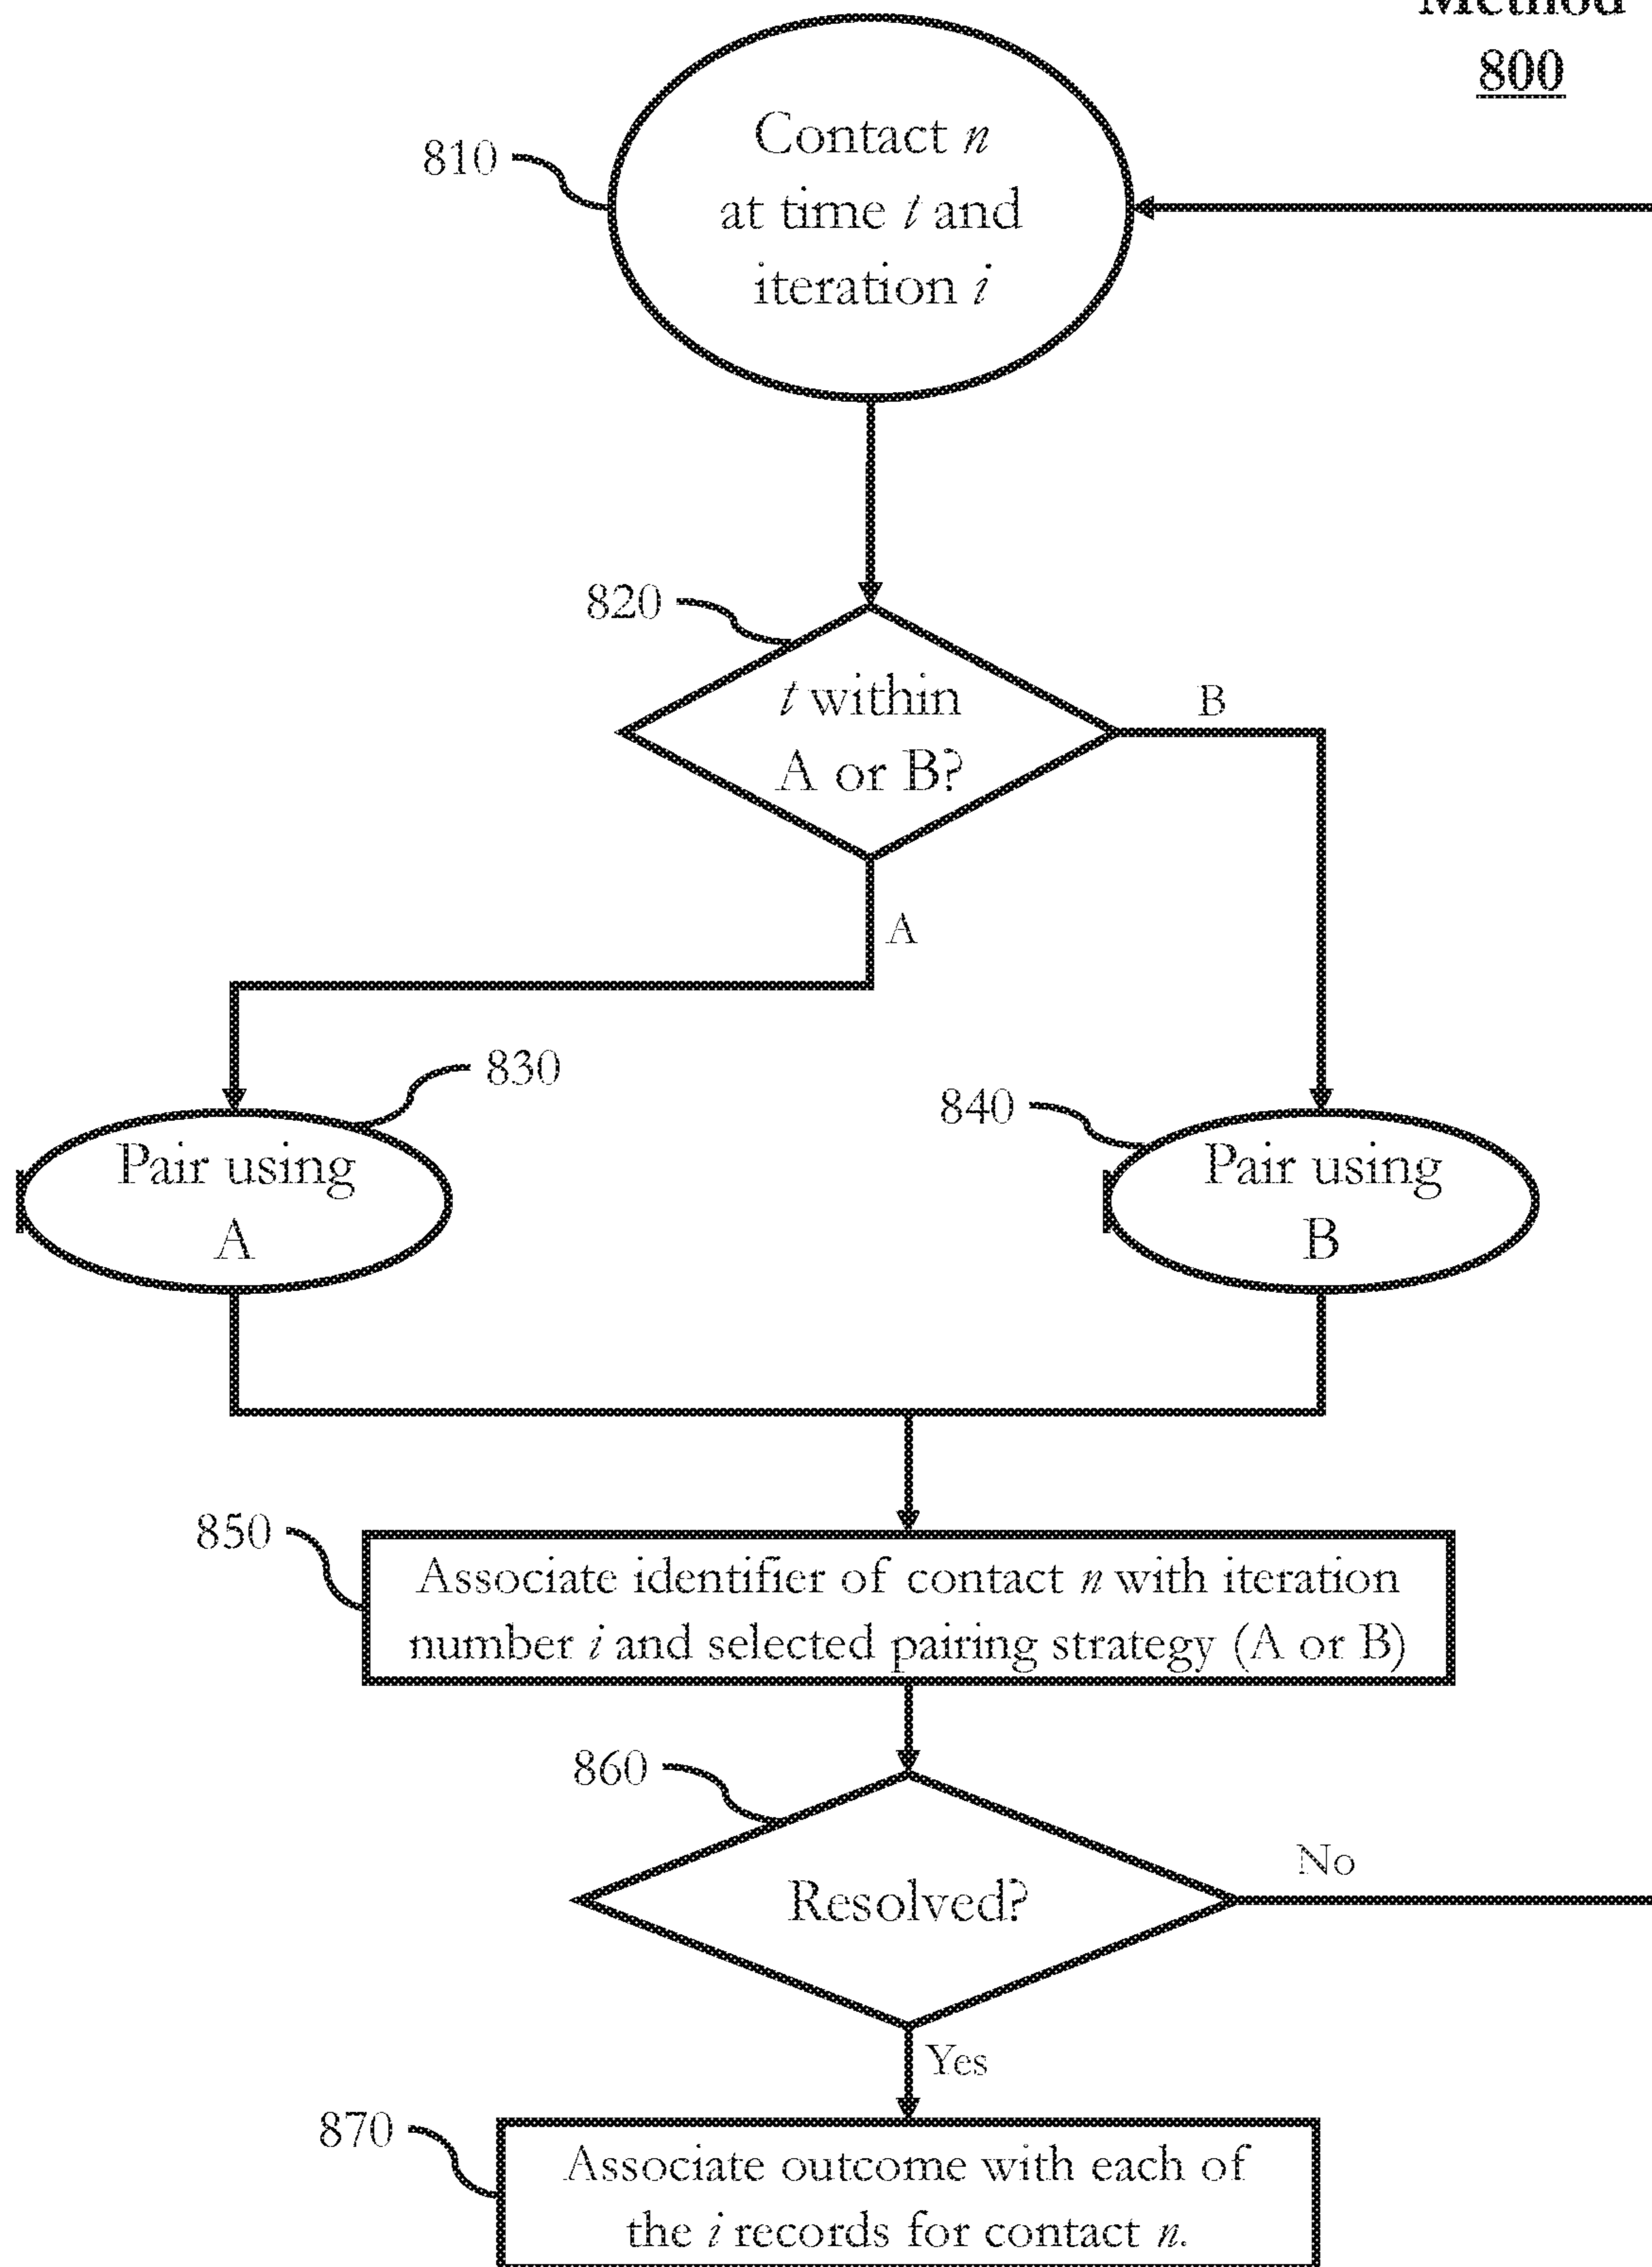 Method
800
810
Contact n
at time t and
iteration i
820
t within
A or B?
B
A
830
Pair using
A
840
Pair using
B
850
Associate identifier of contact n with iteration
number i and selected pairing strategy (A or B)
860
Resolved?
No
Yes
870
Associate outcome with each of
the i records for contact n.